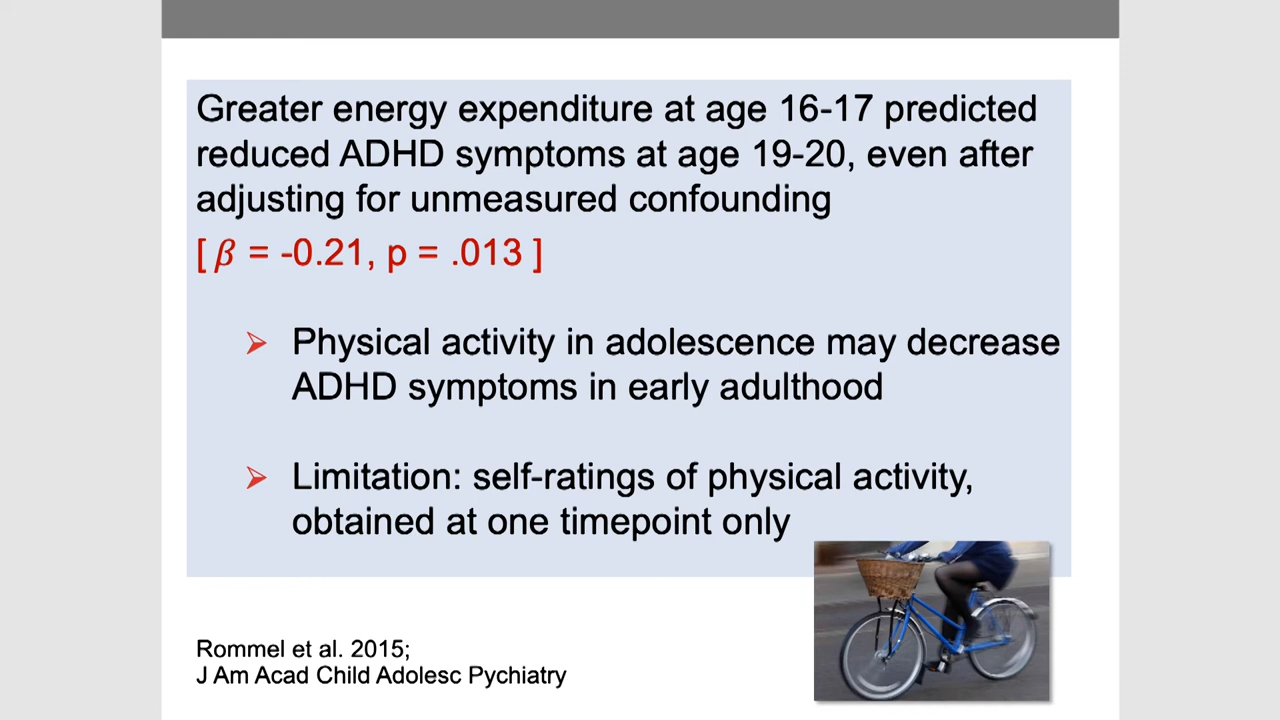 Greater energy expenditure at age 16-17 predicted
reduced ADHD symptoms at age 19-20, even after
adjusting for unmeasured confounding
[ β = -0.21, p = .013 ]
➢ Physical activity in adolescence may decrease
ADHD symptoms in early adulthood
➢ Limitation: self-ratings of physical activity,
obtained at one timepoint only
Rommel et al. 2015;
J Am Acad Child Adolesc Pychiatry